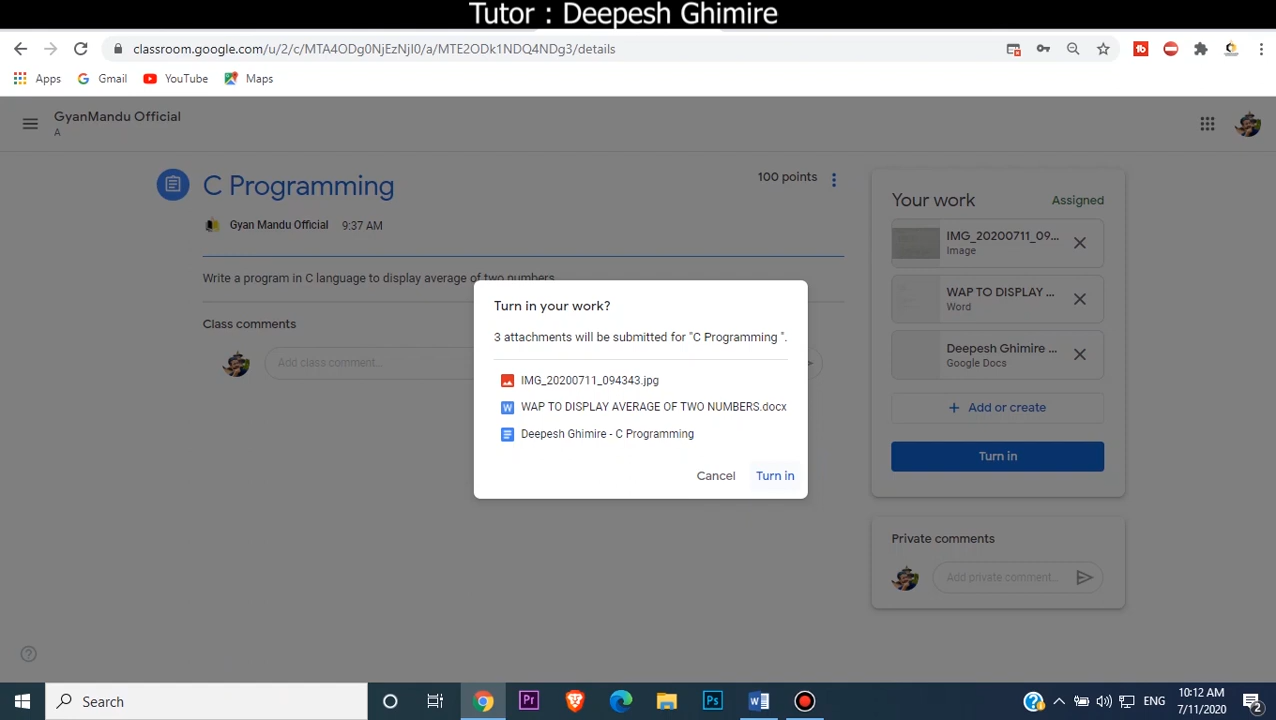 Tutor : Deepesh Ghimire
classroom.google.com/u/2/c/MTA4ODg0NjEzNjI0/a/MTE2ODk1NDQ4NDg3/details
Apps
Gmail
YouTube
Maps
GyanMandu Official
A
C Programming
100 points
Gyan Mandu Official
9:37 AM
Write a program in C language to display average of two numbers
Class comments
Add class comment...
Turn in your work?
3 attachments will be submitted for "C Programming ".
IMG_20200711_094343.jpg
WAP TO DISPLAY AVERAGE OF TWO NUMBERS.docx
Deepesh Ghimire - C Programming
Cancel
Turn in
Your work
Assigned
IMG_20200711_09...
Image
WAP TO DISPLAY ...
Word
Deepesh Ghimire ...
Google Docs
+ Add or create
Turn in
Private comments
Add private comment...
Search
ENG
10:12 AM
7/11/2020
2